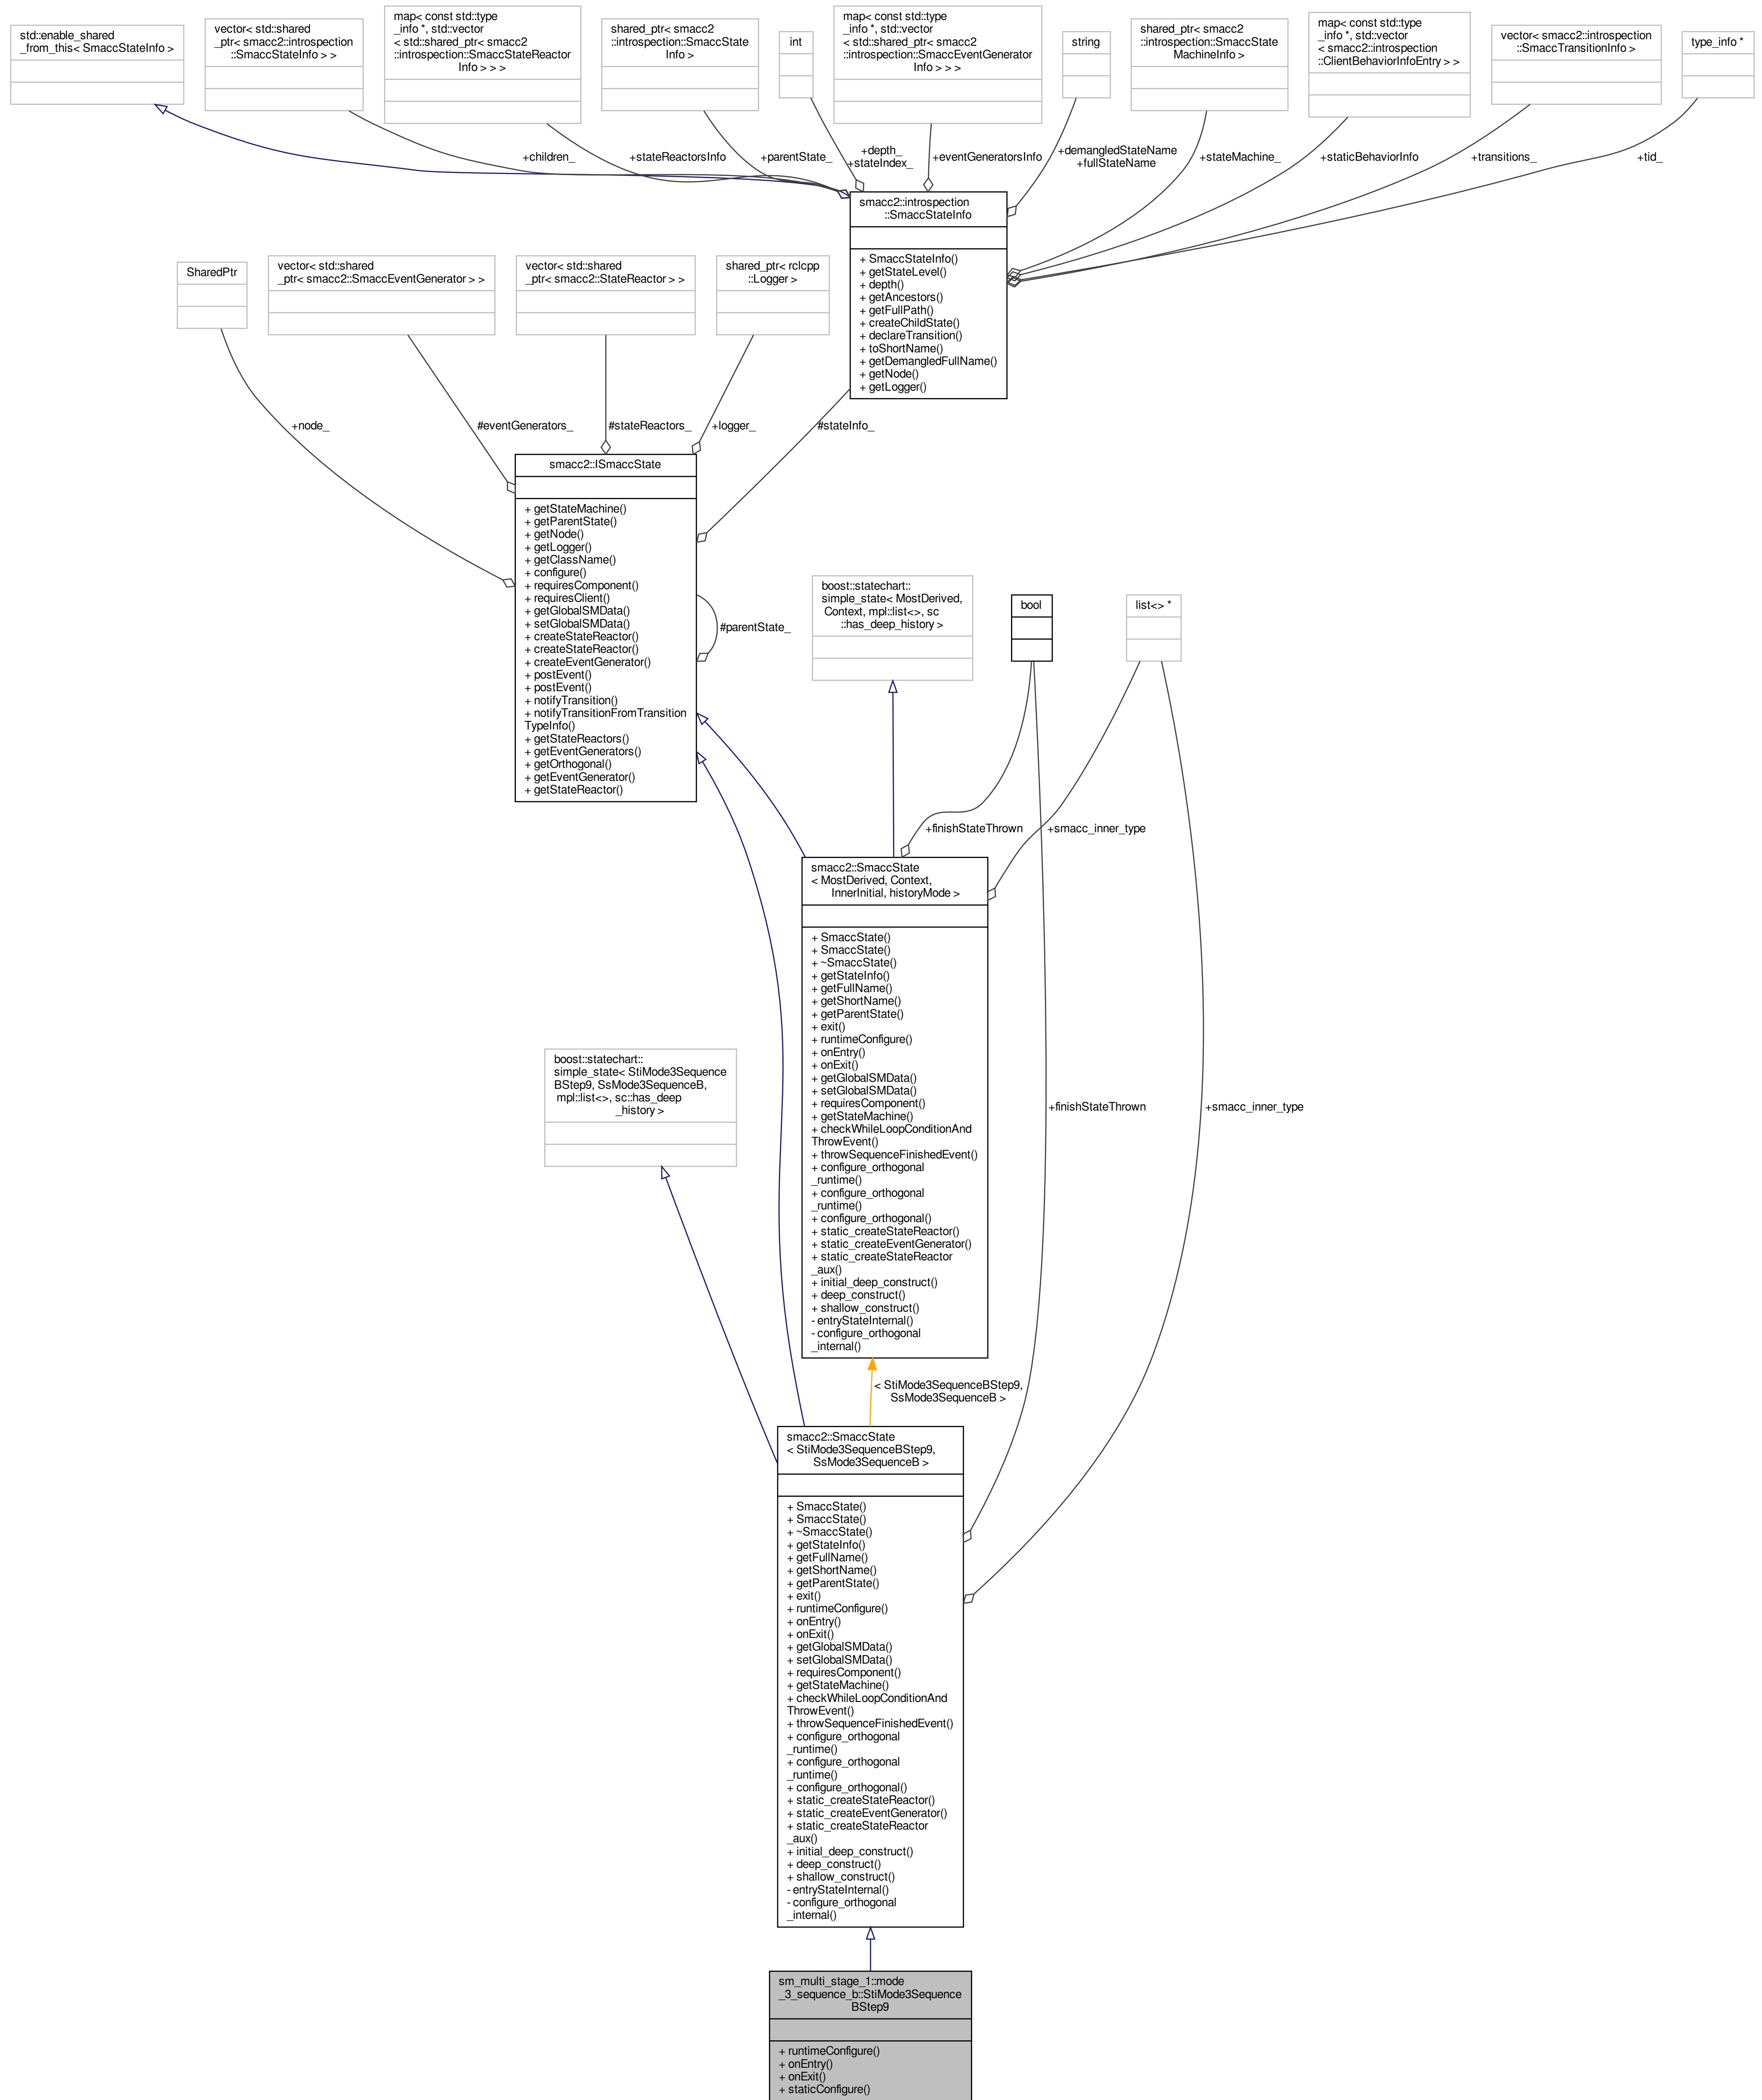 std::enable_shared
_from_this< SmaccStateInfo >
vector< std::shared
_ptr< smacc2::introspection
::SmaccStateInfo > >
map< const std::type
_info *, std::vector
< std::shared_ptr< smacc2
::introspection::SmaccStateReactor
Info > > >
shared_ptr< smacc2
::introspection::SmaccState
Info >
int
map< const std::type
_info *, std::vector
< std::shared_ptr< smacc2
::introspection::SmaccEventGenerator
Info > > >
string
shared_ptr< smacc2
::introspection::SmaccState
MachineInfo >
map< const std::type
_info *, std::vector
< smacc2::introspection
::ClientBehaviorInfoEntry > >
vector< smacc2::introspection
::SmaccTransitionInfo >
type_info *
+children_
+stateReactorsInfo
+parentState_
+depth_
+stateIndex_
+eventGeneratorsInfo
+demangledStateName
+fullStateName
+stateMachine_
+staticBehaviorInfo
+transitions_
+tid_
smacc2::introspection
::SmaccStateInfo
+ SmaccStateInfo()
+ getStateLevel()
+ depth()
+ getAncestors()
+ getFullPath()
+ createChildState()
+ declareTransition()
+ toShortName()
+ getDemangledFullName()
+ getNode()
+ getLogger()
SharedPtr
vector< std::shared
_ptr< smacc2::SmaccEventGenerator > >
vector< std::shared
_ptr< smacc2::StateReactor > >
shared_ptr< rclcpp
::Logger >
+node_
#eventGenerators_
#stateReactors_
+logger_
#stateInfo_
smacc2::ISmaccState
+ getStateMachine()
+ getParentState()
+ getNode()
+ getLogger()
+ getClassName()
+ configure()
+ requiresComponent()
+ requiresClient()
+ getGlobalSMData()
+ setGlobalSMData()
+ createStateReactor()
+ createStateReactor()
+ createEventGenerator()
+ postEvent()
+ postEvent()
+ notifyTransition()
+ notifyTransitionFromTransition
TypeInfo()
+ getStateReactors()
+ getEventGenerators()
+ getOrthogonal()
+ getEventGenerator()
+ getStateReactor()
#parentState_
boost::statechart::
simple_state< MostDerived,
Context, mpl::list<>, sc
::has_deep_history >
bool
list<> *
+finishStateThrown
+smacc_inner_type
smacc2::SmaccState
< MostDerived, Context,
InnerInitial, historyMode >
+ SmaccState()
+ SmaccState()
+ ~SmaccState()
+ getStateInfo()
+ getFullName()
+ getShortName()
+ getParentState()
+ exit()
+ runtimeConfigure()
+ onEntry()
+ onExit()
+ getGlobalSMData()
+ setGlobalSMData()
+ requiresComponent()
+ getStateMachine()
+ checkWhileLoopConditionAnd
ThrowEvent()
+ throwSequenceFinishedEvent()
+ configure_orthogonal
_runtime()
+ configure_orthogonal
_runtime()
+ configure_orthogonal()
+ static_createStateReactor()
+ static_createEventGenerator()
+ static_createStateReactor
_aux()
+ initial_deep_construct()
+ deep_construct()
+ shallow_construct()
- entryStateInternal()
- configure_orthogonal
_internal()
boost::statechart::
simple_state< StiMode3Sequence
BStep9, SsMode3SequenceB,
mpl::list<>, sc::has_deep
_history >
+finishStateThrown
+smacc_inner_type
< StiMode3SequenceBStep9,
SsMode3SequenceB >
smacc2::SmaccState
< StiMode3SequenceBStep9,
SsMode3SequenceB >
+ SmaccState()
+ SmaccState()
+ ~SmaccState()
+ getStateInfo()
+ getFullName()
+ getShortName()
+ getParentState()
+ exit()
+ runtimeConfigure()
+ onEntry()
+ onExit()
+ getGlobalSMData()
+ setGlobalSMData()
+ requiresComponent()
+ getStateMachine()
+ checkWhileLoopConditionAnd
ThrowEvent()
+ throwSequenceFinishedEvent()
+ configure_orthogonal
_runtime()
+ configure_orthogonal
_runtime()
+ configure_orthogonal()
+ static_createStateReactor()
+ static_createEventGenerator()
+ static_createStateReactor
_aux()
+ initial_deep_construct()
+ deep_construct()
+ shallow_construct()
- entryStateInternal()
- configure_orthogonal
_internal()
sm_multi_stage_1::mode
_3_sequence_b::StiMode3Sequence
BStep9
+ runtimeConfigure()
+ onEntry()
+ onExit()
+ staticConfigure()